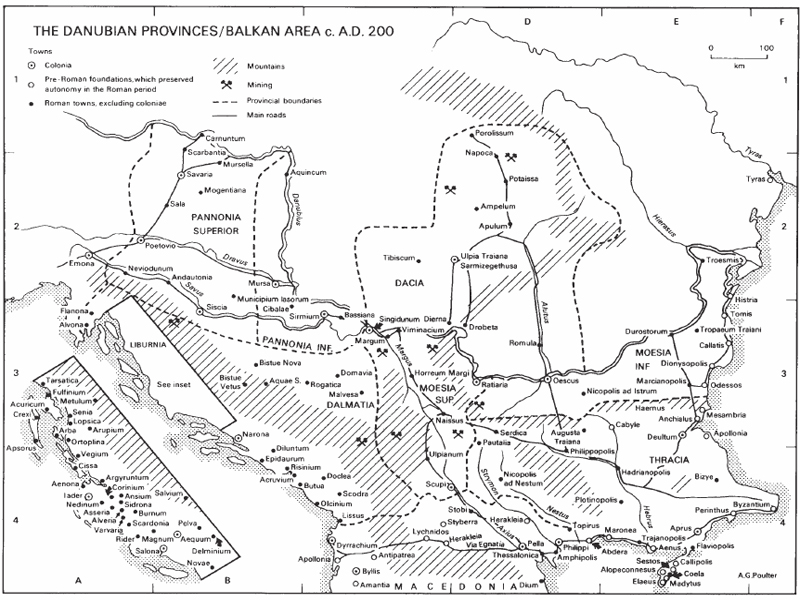 THE DANUBIAN PROVINCES/BALKAN AREA c. A.D. 200
Towns
Colonia
Pre-Roman foundations, which preserved
autonomy in the Roman period
Roman towns, excluding coloniae
Mountains
Mining
Provincial boundaries
Main roads
D
E
F
0 100
km
1
1
Carnuntum
Scarbantia
Mursella
Savaria
Mogentiana
Aquincum
Sala
PANNONIA
SUPERIOR
Danubius
Poetovio
Emona
Dravus
Neviodunum
Andautonia
Savus
Mursa
Municipium Iasorum
Cibalae
Siscia
Sirmium
Bassiana
Flanona
Alvona
PANNONIA INF.
2
2
Porolissum
Napoca
Potaissa
Ampelum
Apulum
Tibiscum
Ulpia Traiana
Sarmizegethusa
DACIA
Alutus
Singidunum
Dierna
Viminacium
Margum
Drobeta
Romula
Tyras
Tyras
Hierasus
Troesmis
Histria
Tomis
Tropaeum Traiani
Callatis
Durostorum
MOESIA
INF
Dionysopolis
Marcianopolis
Odessos
3
3
LIBURNIA
See inset
Bistue Nova
Bistue
Vetus
Aquae S.
Rogatica
Domavia
Malvesa
DALMATIA
Margus
Horreum Margi
MOESIA
SUP
Ratiaria
Oescus
Nicopolis ad Istrum
Haemus
Mesambria
Anchialus
Apollonia
Deultum
Cabyle
Naissus
Serdica
Pautalia
Augusta
Traiana
Philippopolis
Ulpianum
Hadrianopolis
THRACIA
Bizye
Narona
Diluntum
Epidaurum
Risinium
Acruvium
Butua
Doclea
Scodra
Olcinium
Lissus
Scupi
Strymon
Nicopolis
ad Nestum
Plotinopolis
Nestus
Hebrus
Byzantium
Perinthus
4
4
Stobi
Styberra
Herakleia
Lychnidos
Herakleia
Axius
Via Egnatia
Pella
Thessalonica
Topirus
Philippi
Amphipolis
Abdera
Maronea
Trajanopolis
Aenus
Apros
Flaviopolis
Sestos
Callipolis
Alopeconnesus
Coela
Elaeus
Madytus
Dyrrachium
Apollonia
Antipatrea
Byllis
Amantia
MACEDONIA
Dium
A.G.Poulter
Tarsatica
Fulfinium
Metulum
Acuricum
Crexi
Senia
Lopsica
Arba
Arupium
Ortoplina
Apsorus
Vegium
Cissa
Aenona
Argyruntum
Corinium
Iader
Ansium
Salvium
Nedinum
Sidrona
Asseria
Burnum
Alveria
Scardonia
Pelva
Varvaria
Rider
Magnum
Aequum
Salona
Delminium
Novae
A
B